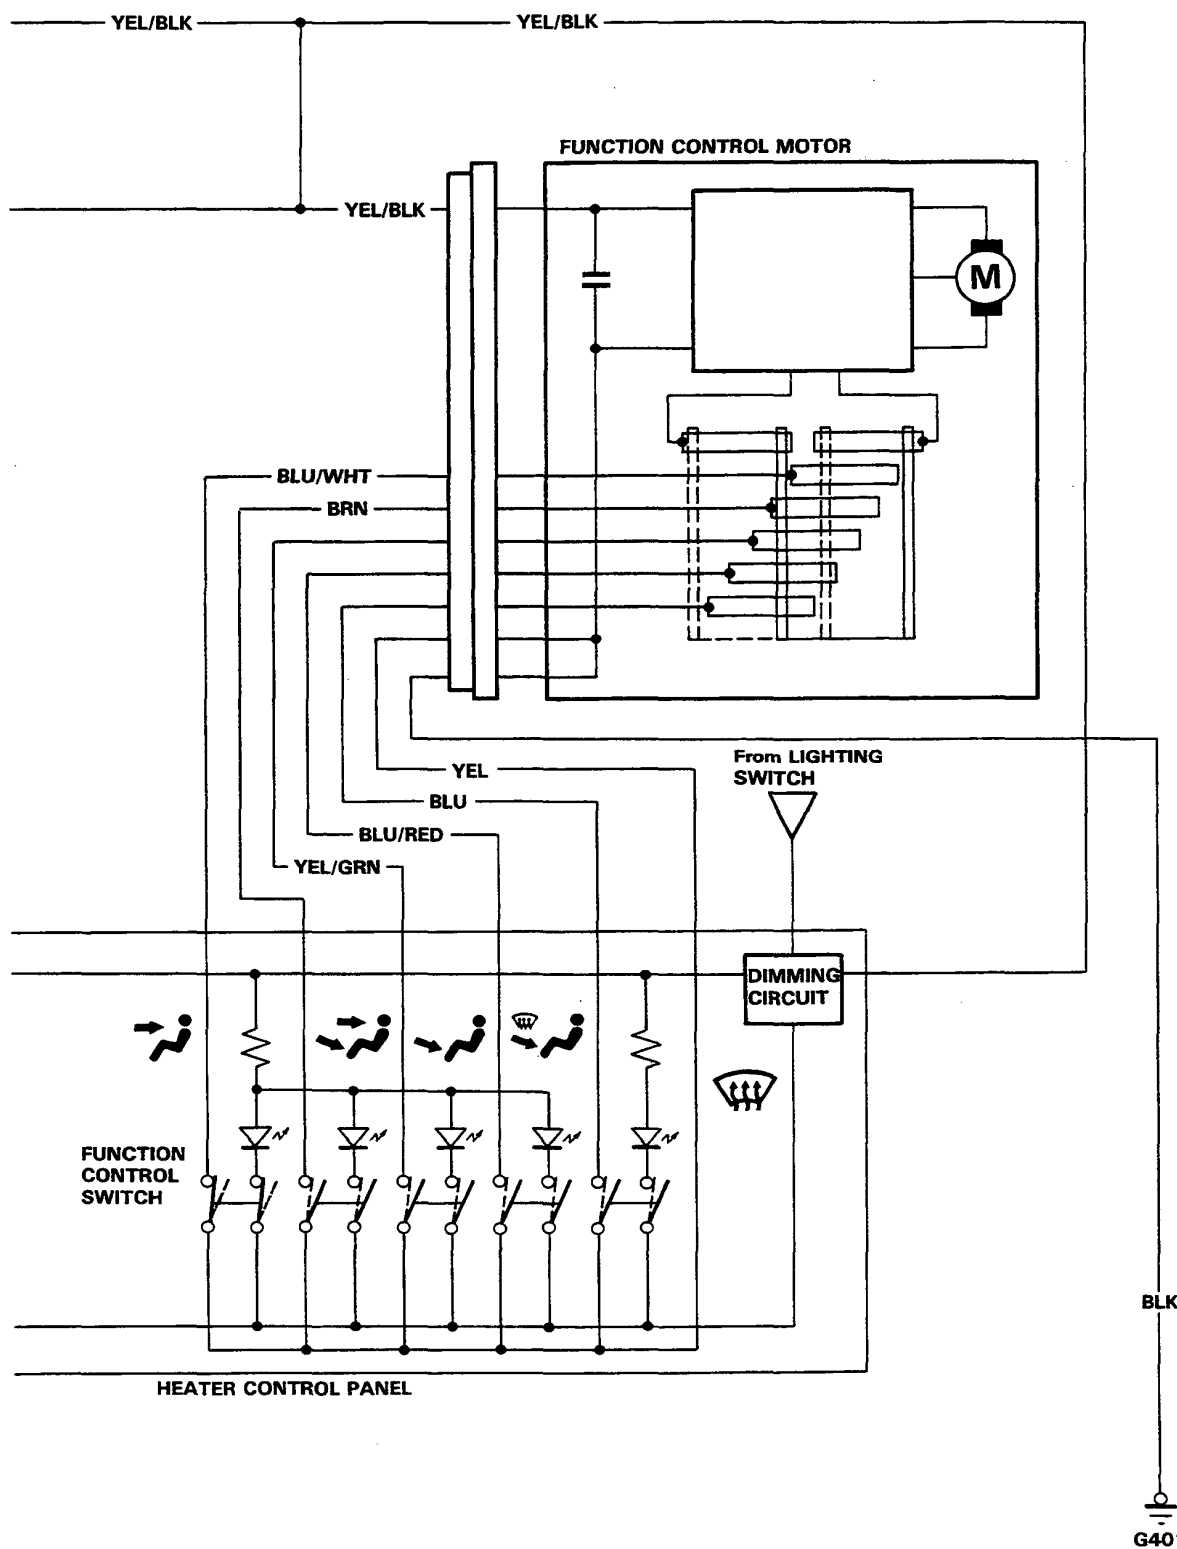 YEL/BLK
YEL/BLK
FUNCTION CONTROL MOTOR
YEL/BLK
M
BLU/WHT
BRN
From LIGHTING
SWITCH
YEL
BLU
BLU/RED
YEL/GRN
DIMMING
CIRCUIT
FUNCTION
CONTROL
SWITCH
BLK
HEATER CONTROL PANEL
G40